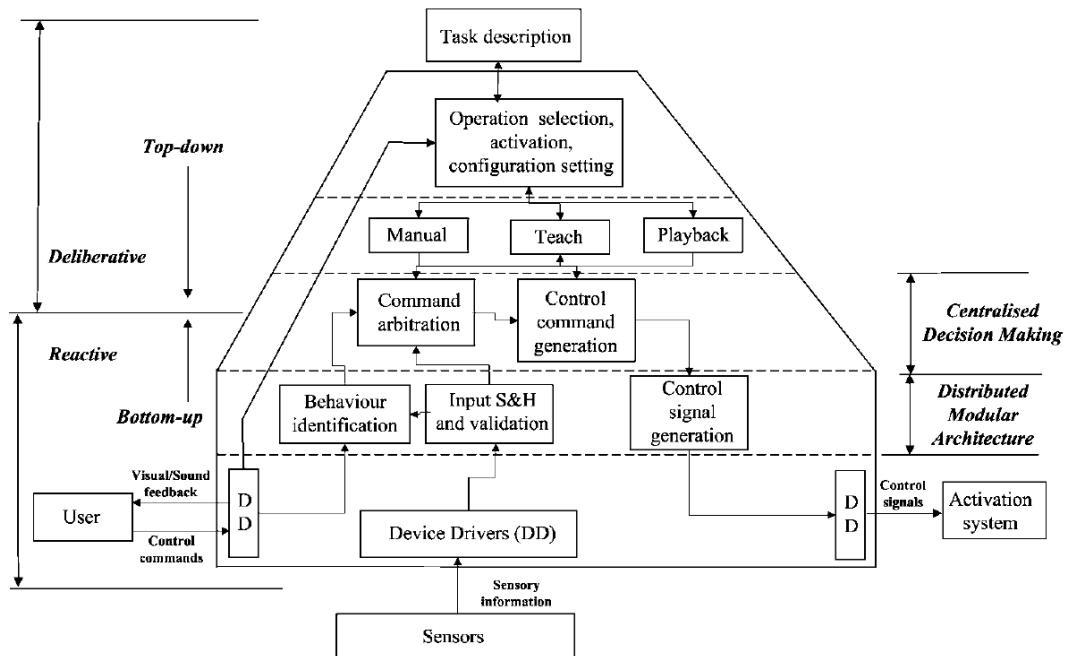 Task description
Operation selection,
activation,
configuration setting
Top-down
Manual
Teach
Playback
Deliberative
Command
arbitration
Control
command
generation
Centralised
Decision Making
Reactive
Bottom-up
Behaviour
identification
Input S&H
and validation
Control
signal
generation
Distributed
Modular
Architecture
Visual/Sound
feedback
User
Control
commands
D
D
Device Drivers (DD)
D
D
Control
signals
Activation
system
Sensory
information
Sensors